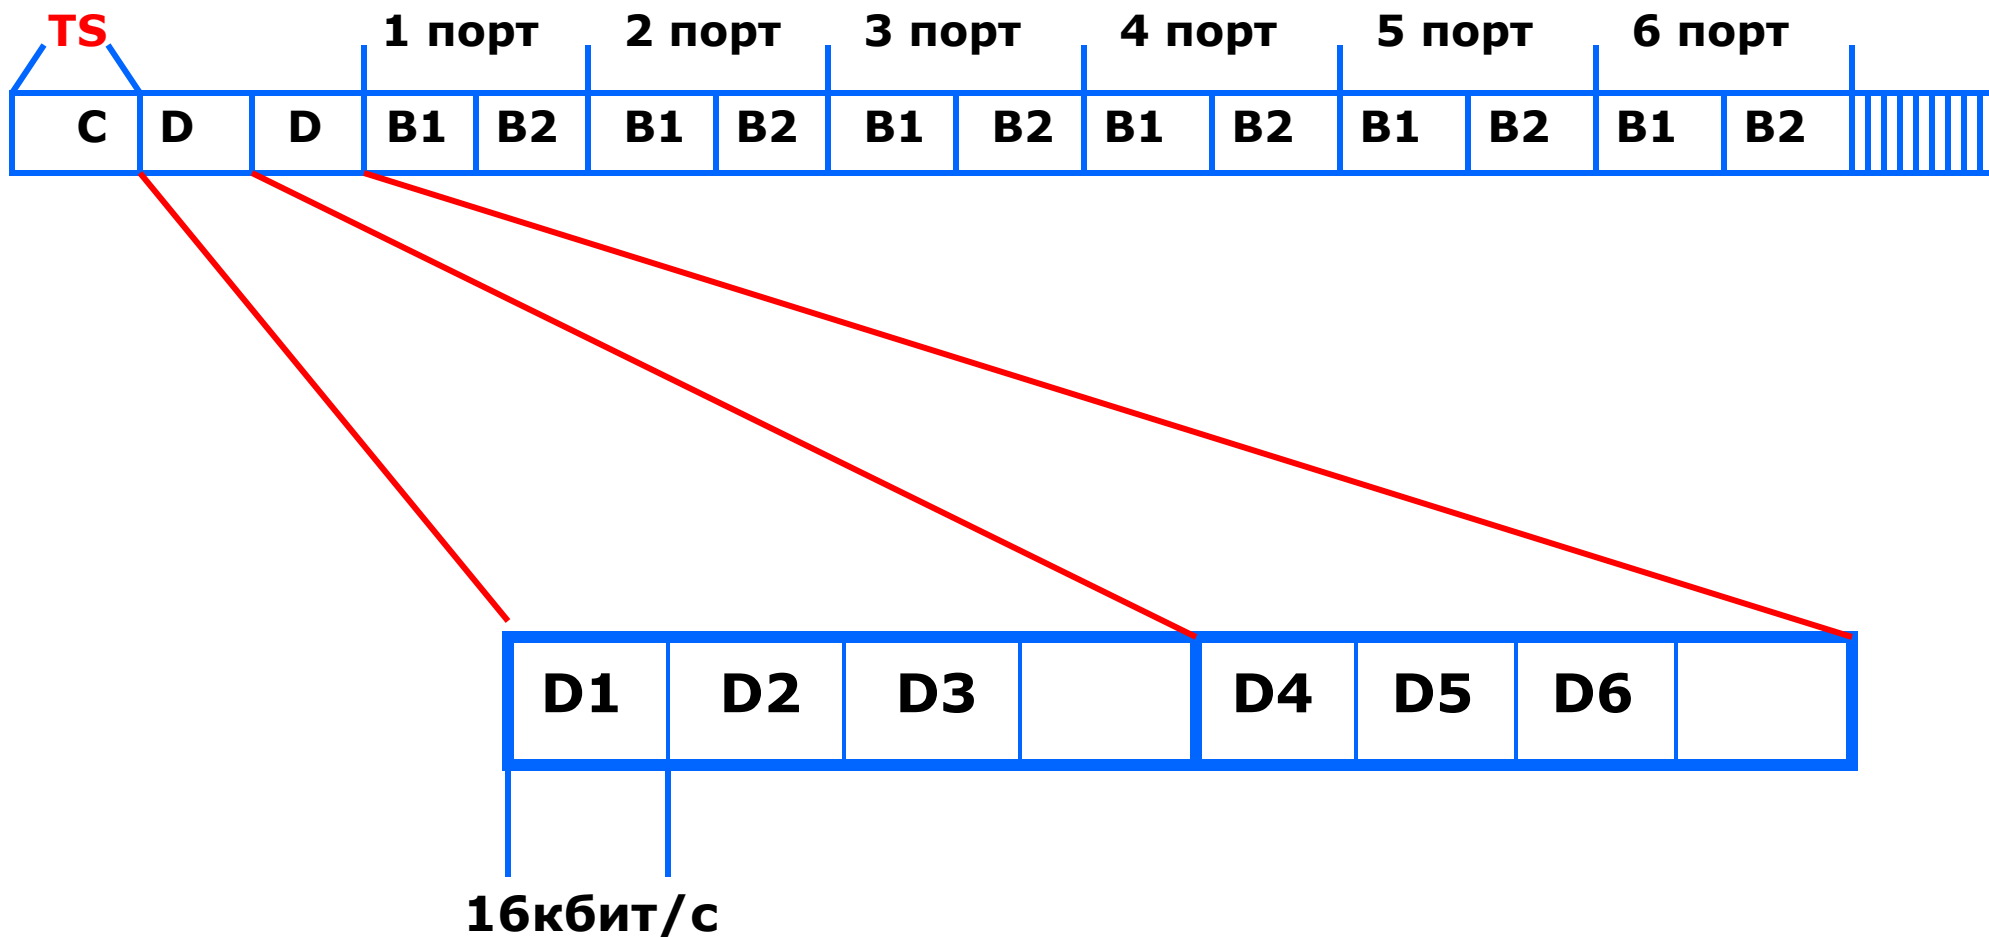 TS 1 порт 2 порт 3 порт 4 порт 5 порт 6 порт
C D D B1 B2 B1 B2 B1 B2 B1 B2 B1 B2 B1 B2
D1 D2 D3 D4 D5 D6
16кбит/с